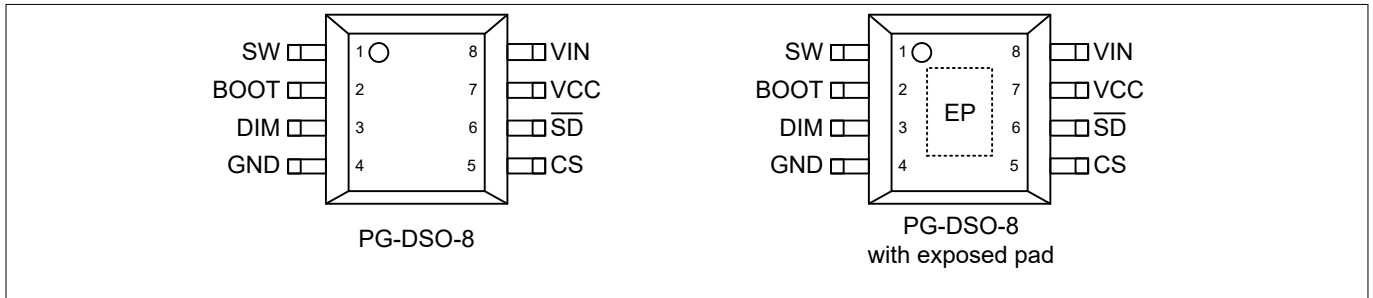 SW 1 8 VIN
BOOT 2 7 VCC
DIM 3 6 S̅D̅
GND 4 5 CS
PG-DSO-8
SW 1 8 VIN
BOOT 2 7 VCC
EP
DIM 3 6 S̅D̅
GND 4 5 CS
PG-DSO-8
with exposed pad